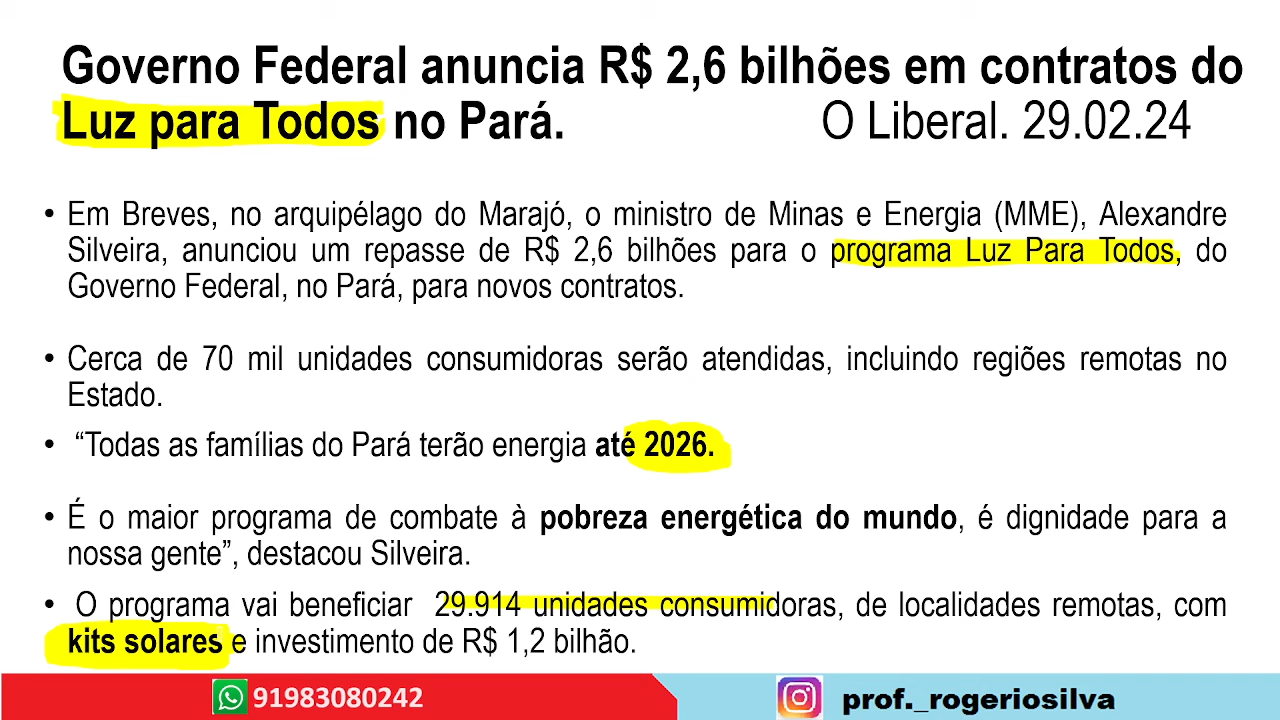 Governo Federal anuncia R$ 2,6 bilhões em contratos do
Luz para Todos no Pará. O Liberal. 29.02.24
• Em Breves, no arquipélago do Marajó, o ministro de Minas e Energia (MME), Alexandre
Silveira, anunciou um repasse de R$ 2,6 bilhões para o programa Luz Para Todos, do
Governo Federal, no Pará, para novos contratos.
• Cerca de 70 mil unidades consumidoras serão atendidas, incluindo regiões remotas no
Estado.
• “Todas as famílias do Pará terão energia até 2026.
• É o maior programa de combate à pobreza energética do mundo, é dignidade para a
nossa gente”, destacou Silveira.
• O programa vai beneficiar 29.914 unidades consumidoras, de localidades remotas, com
kits solares e investimento de R$ 1,2 bilhão.
91983080242 prof._rogeriosilva